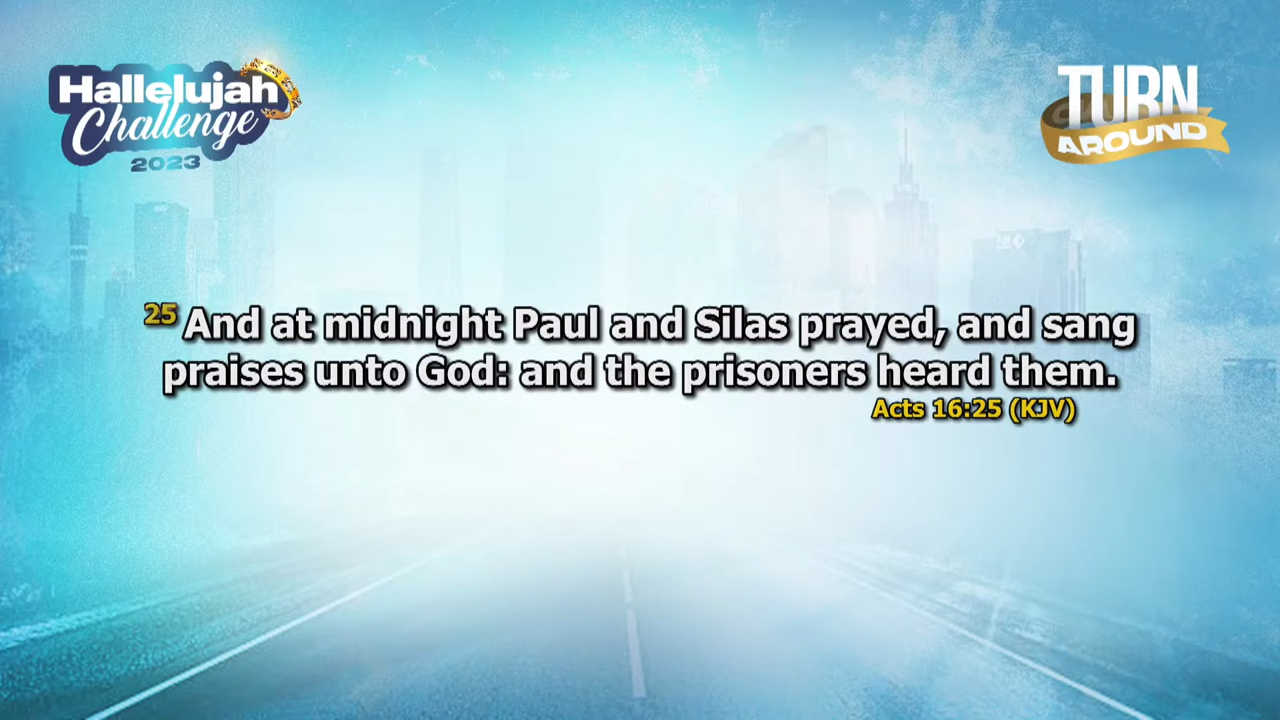 Hallelujah
Challenge
2023
TURN
AROUND
25 And at midnight Paul and Silas prayed, and sang
praises unto God: and the prisoners heard them.
Acts 16:25 (KJV)